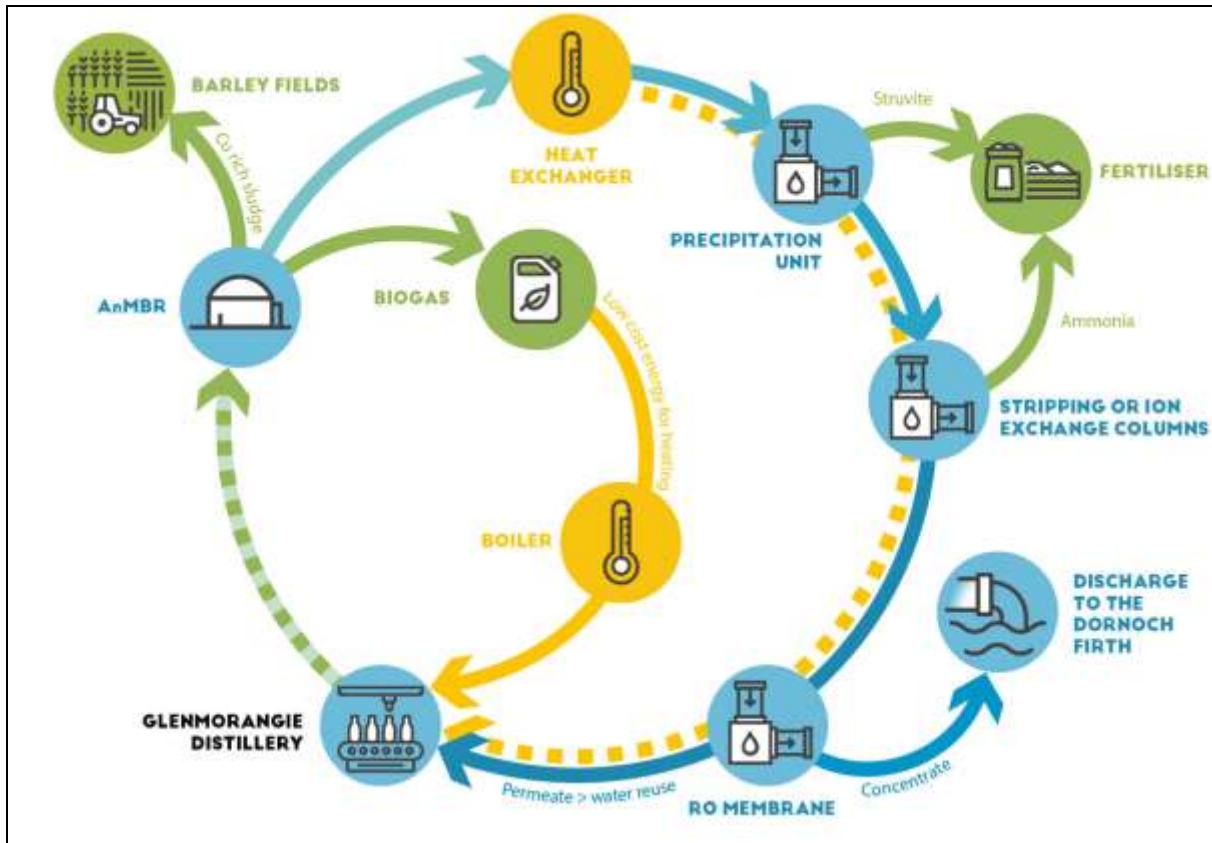 BARLEY FIELDS
Cu rich sludge
HEAT
EXCHANGER
Struvite
FERTILISER
PRECIPITATION
UNIT
AnMBR
BIOGAS
Low cost energy for heating
Ammonia
STRIPPING OR ION
EXCHANGE COLUMNS
BOILER
DISCHARGE
TO THE
DORNOCH
FIRTH
GLENMORANGIE
DISTILLERY
Permeate > water reuse
RO MEMBRANE
Concentrate